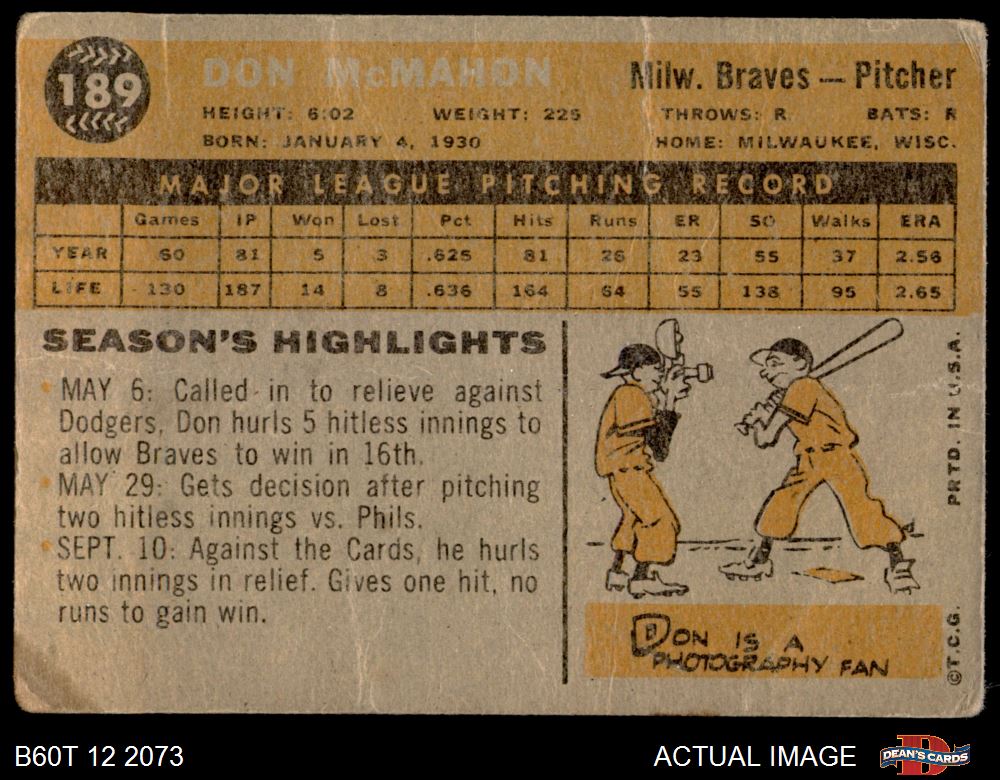 189
DON McMAHON
Milw. Braves — Pitcher
HEIGHT: 6:02 WEIGHT: 225 THROWS: R BATS: R
BORN: JANUARY 4, 1930 HOME: MILWAUKEE, WISC.
MAJOR LEAGUE PITCHING RECORD
Games IP Won Lost Pct Hits Runs ER SO Walks ERA
YEAR 60 81 5 3 .625 81 26 23 55 37 2.56
LIFE 130 187 14 8 .636 164 64 55 138 95 2.65
SEASON'S HIGHLIGHTS
• MAY 6: Called in to relieve against
Dodgers, Don hurls 5 hitless innings to
allow Braves to win in 16th.
• MAY 29: Gets decision after pitching
two hitless innings vs. Phils.
• SEPT. 10: Against the Cards, he hurls
two innings in relief. Gives one hit, no
runs to gain win.
DON IS A
PHOTOGRAPHY FAN
©T.C.G. PRTD. IN U.S.A.
B60T 12 2073
ACTUAL IMAGE
DEAN'S CARDS